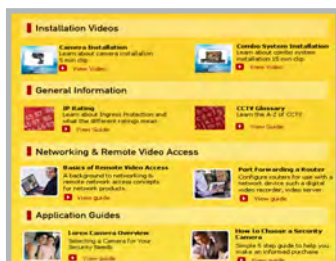 Installation Videos
Camera Installation
Learn about camera installation
5 min clip
View Video
Combo System Installation
Learn about combo system
installation 15 min clip
View Video
General Information
IP Rating
Learn about Ingress Protection and
what the different ratings mean
View Guide
CCTV Glossary
Learn the A-Z of CCTV
View Guide
Networking & Remote Video Access
Basics of Remote Video Access
A background to networking &
remote network access concepts
for network products.
View guide
Port Forwarding a Router
Configure routers for use with a
network device such a digital
video recorder, video server
View guide
Application Guides
Lorex Camera Overview
Selecting a Camera for Your
Security Needs
View Guide
How to Choose a Security
Camera
Simple 6 step guide to help you
make an informed purchase
View Guide